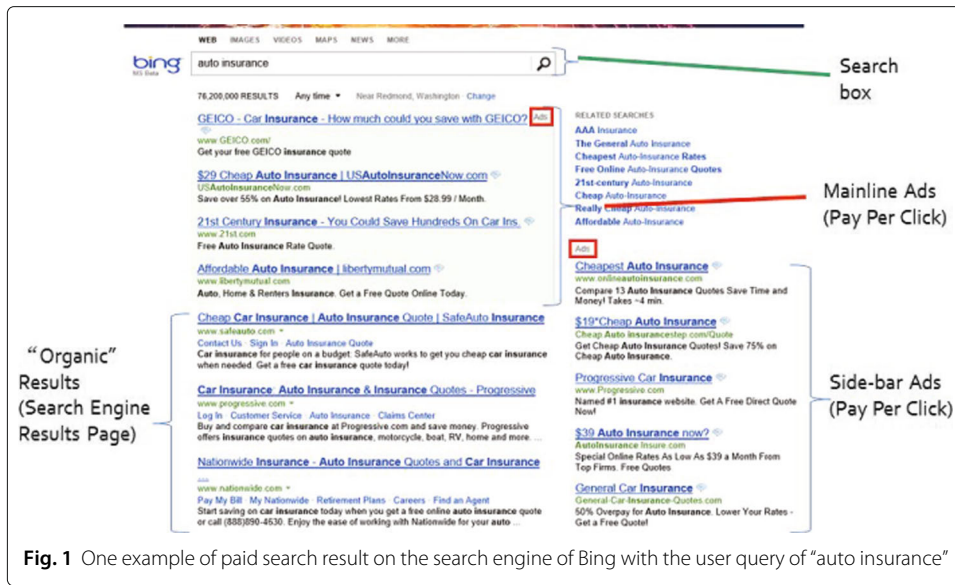 WEB IMAGES VIDEOS MAPS NEWS MORE
bing
MS Beta
auto insurance
Search
box
76,200,000 RESULTS Any time Near Redmond, Washington · Change
GEICO - Car Insurance - How much could you save with GEICO? Ads
www.GEICO.com/
Get your free GEICO insurance quote
$29 Cheap Auto Insurance | USAutoInsuranceNow.com
USAutoInsuranceNow.com
Save over 55% on Auto Insurance! Lowest Rates From $28.99 / Month.
21st Century Insurance - You Could Save Hundreds On Car Ins.
www.21st.com
Free Auto Insurance Rate Quote.
Affordable Auto Insurance | libertymutual.com
www.libertymutual.com
Auto, Home & Renters Insurance. Get a Free Quote Online Today.
Cheap Car Insurance | Auto Insurance Quote | SafeAuto Insurance
www.safeauto.com
Contact Us · Sign In · Auto Insurance Quote
Car insurance for people on a budget. SafeAuto works to get you cheap car insurance
when needed. Get a free car insurance quote today!
Car Insurance: Auto Insurance & Insurance Quotes - Progressive
www.progressive.com
Log In · Customer Service · Auto Insurance · Claims Center
Buy and compare car insurance at Progressive.com and save money. Progressive
offers insurance quotes on auto insurance, motorcycle, boat, RV, home and more. ...
Nationwide Insurance - Auto Insurance Quotes and Car Insurance
...
www.nationwide.com
Pay My Bill · My Nationwide · Retirement Plans · Careers · Find an Agent
Start saving on car insurance today when you get a free online auto insurance quote
or call (888)890-4630. Enjoy the ease of working with Nationwide for your auto ...
RELATED SEARCHES
AAA Insurance
The General Auto Insurance
Cheapest Auto-Insurance Rates
Free Online Auto Insurance Quotes
21st-century Auto-Insurance
Cheap Auto-Insurance
Really Cheap Auto-Insurance
Affordable Auto-Insurance
Ads
Cheapest Auto Insurance
www.onlineautoinsurance.com
Compare 13 Auto Insurance Quotes Save Time and
Money! Takes ~4 min.
$19*Cheap Auto Insurance
Cheap Auto insurancestep.com/Quote
Get Cheap Auto Insurance Quotes! Save 75% on
Cheap Auto Insurance.
Progressive Car Insurance
www.Progressive.com
Named #1 insurance website. Get A Free Direct Quote
Now!
$39 Auto Insurance now?
AutoInsurance Insure.com
Special Online Rates As Low As $39 a Month From
Top Firms. Free Quotes
General Car Insurance
General-Car-Insurance-Quotes.com
50% Overpay for Auto Insurance. Lower Your Rates -
Get a Free Quote!
Mainline Ads
(Pay Per Click)
Side-bar Ads
(Pay Per Click)
"Organic"
Results
(Search Engine
Results Page)
Fig. 1 One example of paid search result on the search engine of Bing with the user query of "auto insurance"